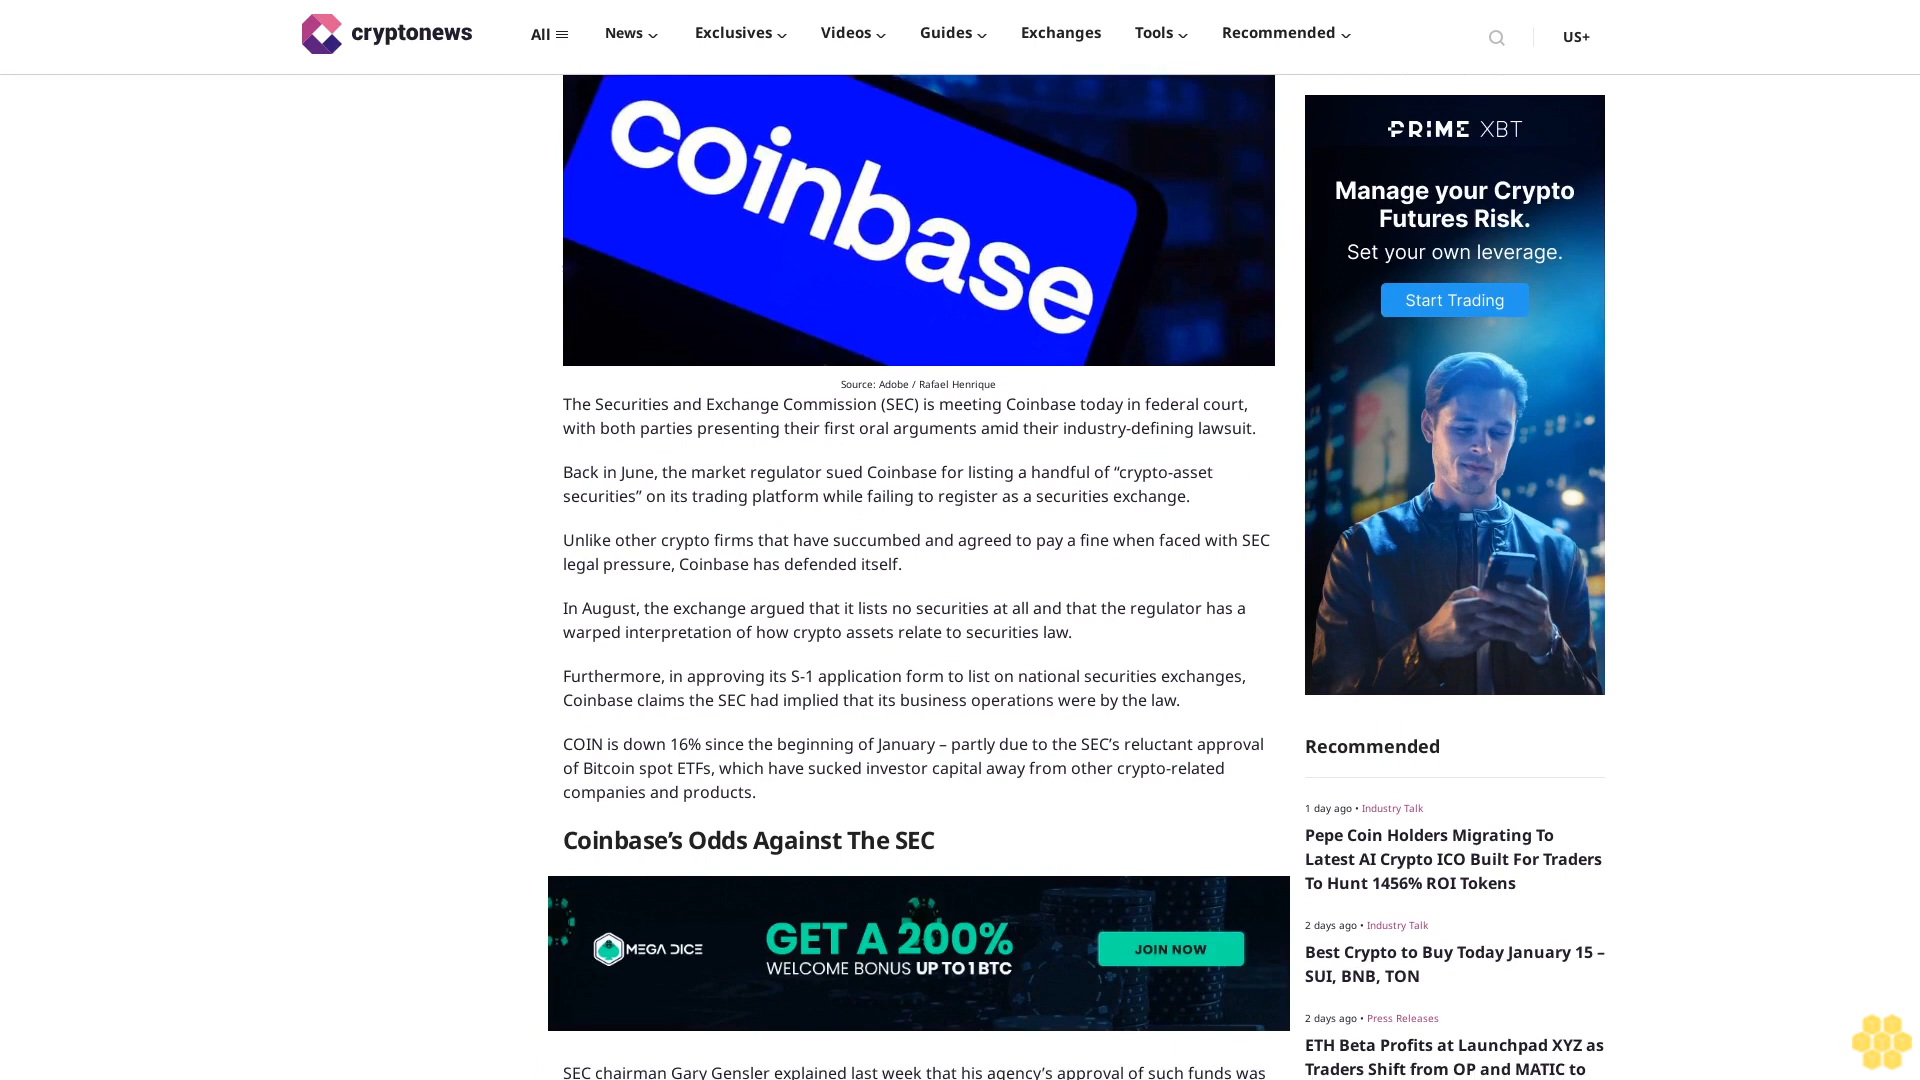 cryptonews
All
News
Exclusives
Videos
Guides
Exchanges
Tools
Recommended
US+
coinbase
Source: Adobe / Rafael Henrique
The Securities and Exchange Commission (SEC) is meeting Coinbase today in federal court,
with both parties presenting their first oral arguments amid their industry-defining lawsuit.
Back in June, the market regulator sued Coinbase for listing a handful of “crypto-asset
securities” on its trading platform while failing to register as a securities exchange.
Unlike other crypto firms that have succumbed and agreed to pay a fine when faced with SEC
legal pressure, Coinbase has defended itself.
In August, the exchange argued that it lists no securities at all and that the regulator has a
warped interpretation of how crypto assets relate to securities law.
Furthermore, in approving its S-1 application form to list on national securities exchanges,
Coinbase claims the SEC had implied that its business operations were by the law.
COIN is down 16% since the beginning of January – partly due to the SEC’s reluctant approval
of Bitcoin spot ETFs, which have sucked investor capital away from other crypto-related
companies and products.
Coinbase’s Odds Against The SEC
MEGA DICE
GET A 200%
WELCOME BONUS UP TO 1 BTC
JOIN NOW
SEC chairman Gary Gensler explained last week that his agency’s approval of such funds was
PRIME XBT
Manage your Crypto
Futures Risk.
Set your own leverage.
Start Trading
Recommended
1 day ago • Industry Talk
Pepe Coin Holders Migrating To
Latest AI Crypto ICO Built For Traders
To Hunt 1456% ROI Tokens
2 days ago • Industry Talk
Best Crypto to Buy Today January 15 –
SUI, BNB, TON
2 days ago • Press Releases
ETH Beta Profits at Launchpad XYZ as
Traders Shift from OP and MATIC to